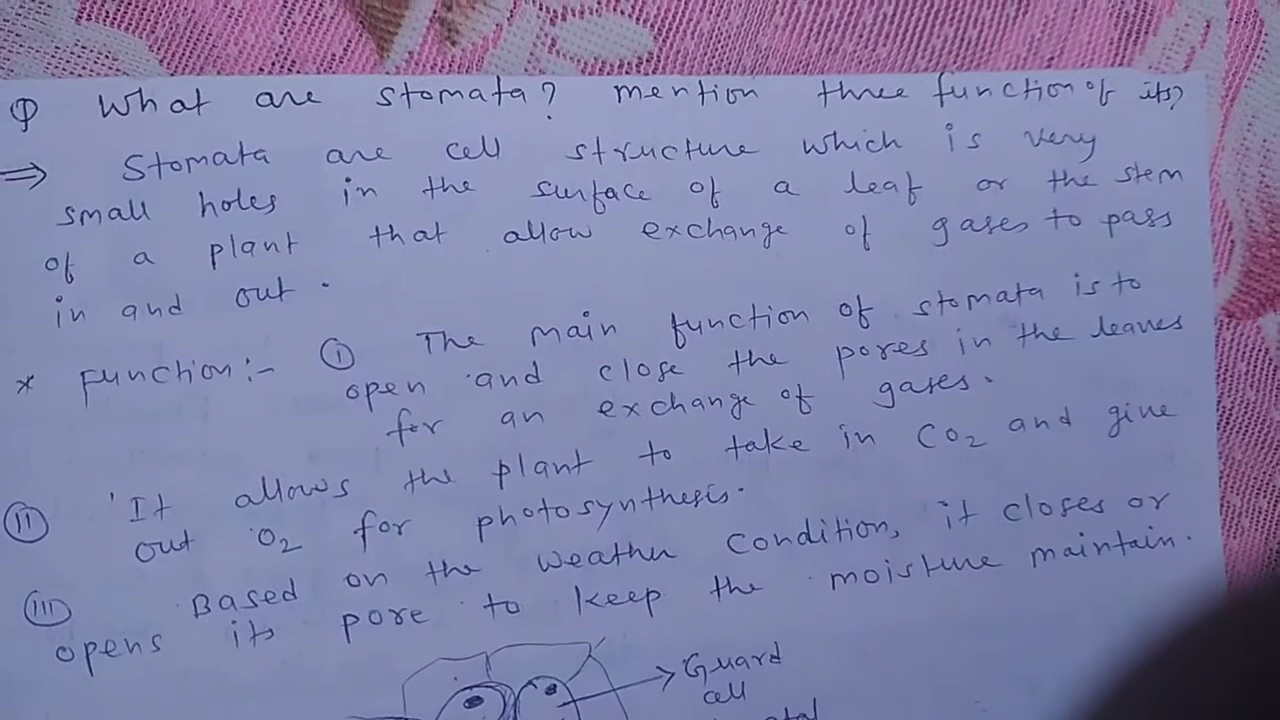 Q What are stomata? mention three function of its?
⇒ Stomata are cell structure which is very
small holes in the surface of a leaf or the stem
of a plant that allow exchange of gases to pass
in and out.
* Function:- (I) The main function of stomata is to
open and close the pores in the leaves
for an exchange of gases.
(II) 'It allows the plant to take in CO2 and give
out O2 for photosynthesis.
(III) Based on the weather condition, it closes or
opens its pore to keep the moisture maintain.
→ Guard
cell